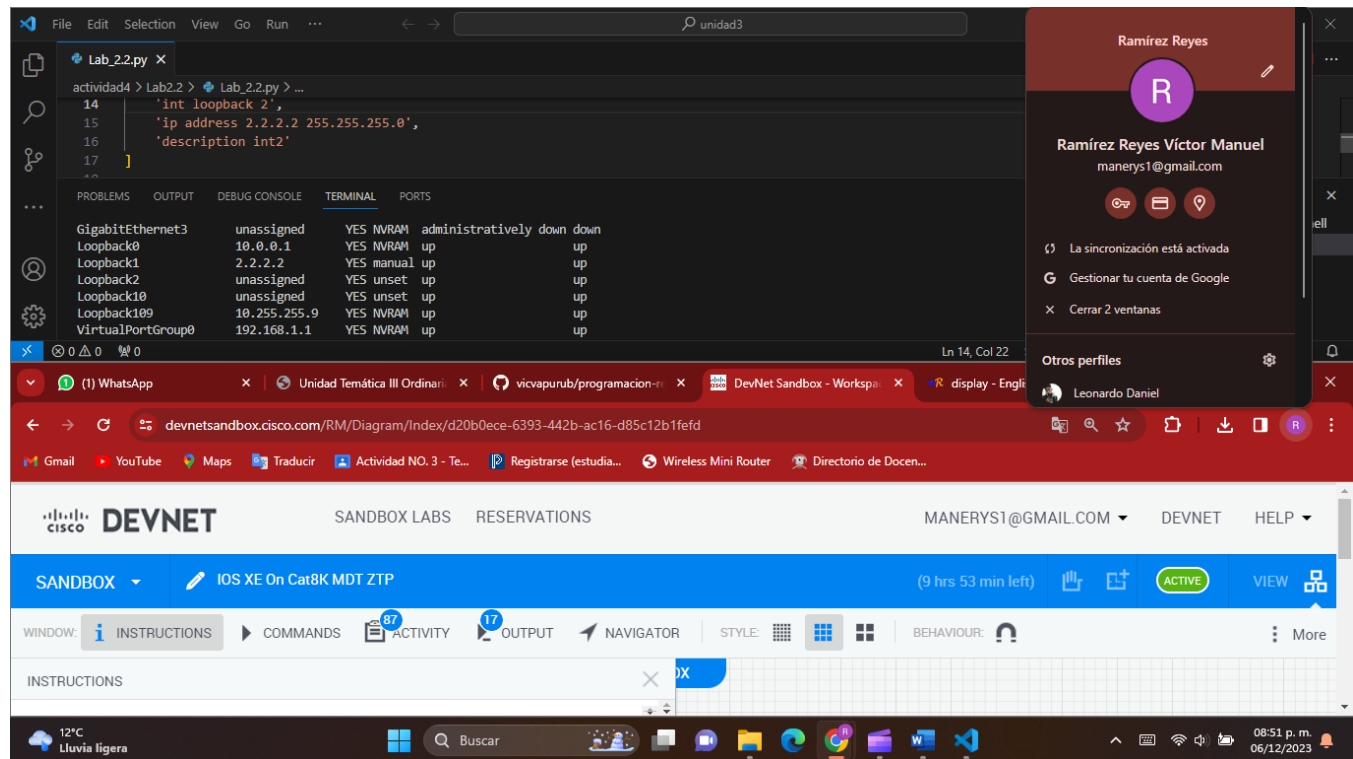 File Edit Selection View Go Run ··· unidad3
Lab_2.2.py
actividad4 > Lab2.2 > Lab_2.2.py > ...
14 'int loopback 2',
15 'ip address 2.2.2.2 255.255.255.0',
16 'description int2'
17 ]
PROBLEMS OUTPUT DEBUG CONSOLE TERMINAL PORTS
GigabitEthernet3 unassigned YES NVRAM administratively down down
Loopback0 10.0.0.1 YES NVRAM up up
Loopback1 2.2.2.2 YES manual up up
Loopback2 unassigned YES unset up up
Loopback10 unassigned YES unset up up
Loopback109 10.255.255.9 YES NVRAM up up
VirtualPortGroup0 192.168.1.1 YES NVRAM up up
0 0 0 Ln 14, Col 22
Ramírez Reyes
R
Ramírez Reyes Víctor Manuel
manerys1@gmail.com
La sincronización está activada
Gestionar tu cuenta de Google
Cerrar 2 ventanas
Otros perfiles
Leonardo Daniel
ell
(1) WhatsApp Unidad Temática III Ordinari vicvapurub/programacion-r DevNet Sandbox - Workspa display - Engli
devnetsandbox.cisco.com/RM/Diagram/Index/d20b0ece-6393-442b-ac16-d85c12b1fefd R
Gmail YouTube Maps Traducir Actividad NO. 3 - Te... Registrarse (estudia... Wireless Mini Router Directorio de Docen...
CISCO DEVNET SANDBOX LABS RESERVATIONS MANERYS1@GMAIL.COM DEVNET HELP
SANDBOX IOS XE On Cat8K MDT ZTP (9 hrs 53 min left) ACTIVE VIEW
WINDOW: INSTRUCTIONS COMMANDS 87 ACTIVITY 17 OUTPUT NAVIGATOR STYLE: BEHAVIOUR: More
INSTRUCTIONS OX
12°C
Lluvia ligera
Buscar
08:51 p. m.
06/12/2023